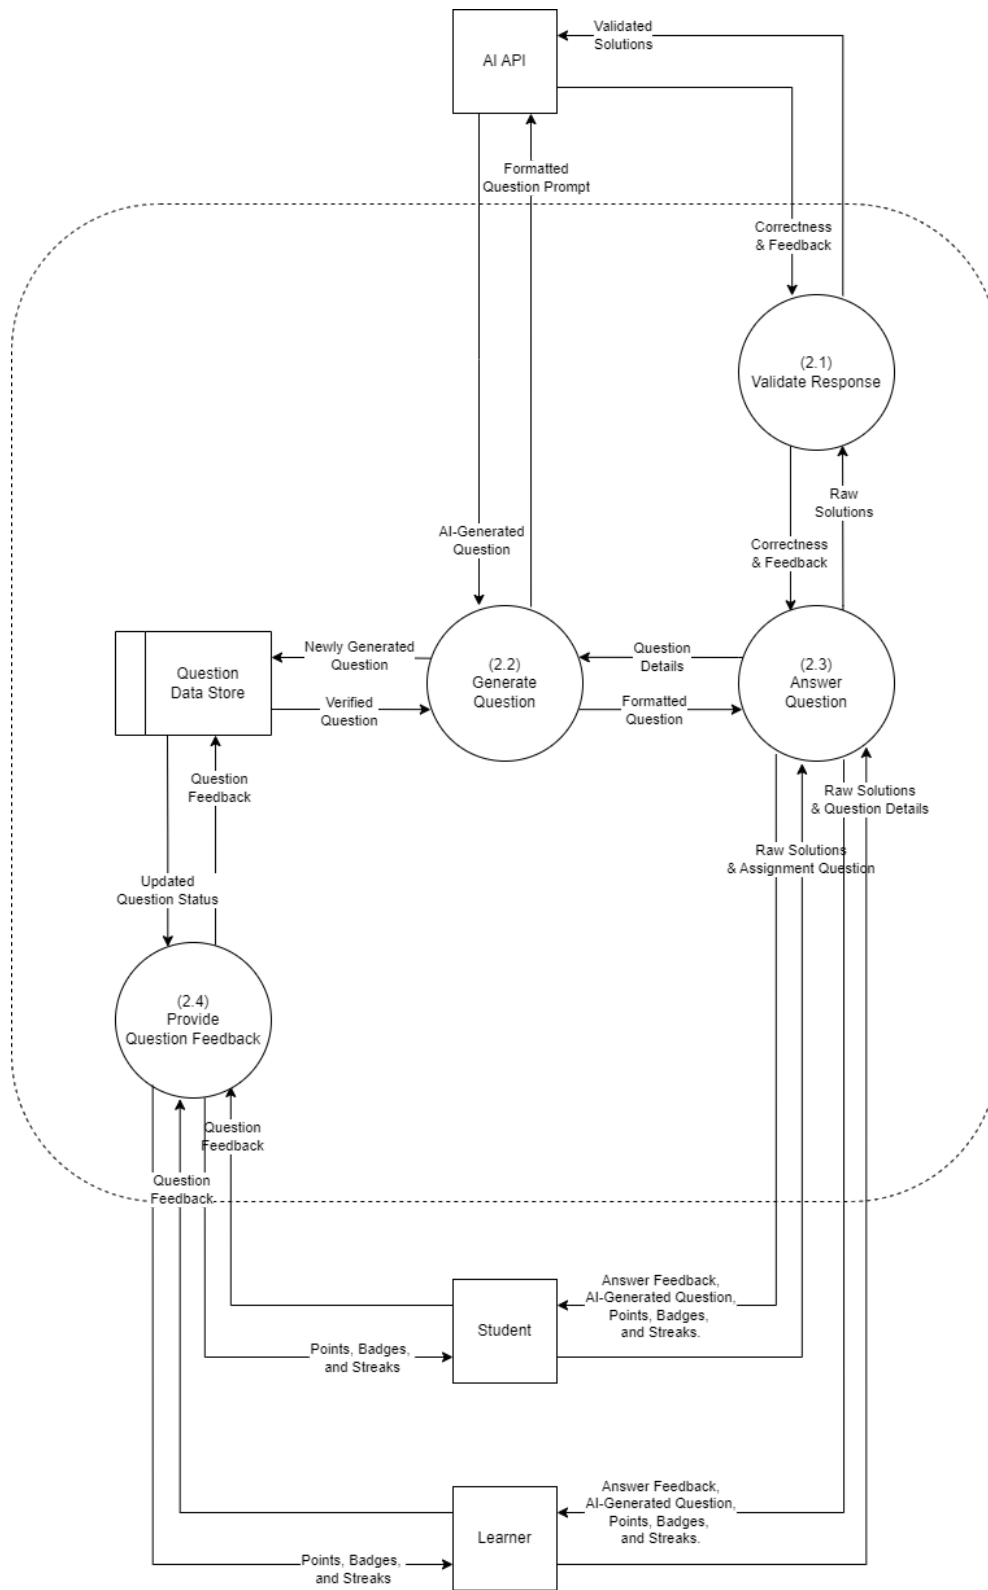 Validated
Solutions
AI API
Formatted
Question Prompt
Correctness
& Feedback
(2.1)
Validate Response
Raw
Solutions
AI-Generated
Question
Correctness
& Feedback
Newly Generated
Question
Question
Data Store
Verified
Question
(2.2)
Generate
Question
Question
Details
Formatted
Question
(2.3)
Answer
Question
Question
Feedback
Raw Solutions
& Question Details
Raw Solutions
& Assignment Question
Updated
Question Status
(2.4)
Provide
Question Feedback
Question
Feedback
Question
Feedback
Answer Feedback,
AI-Generated Question,
Points, Badges,
and Streaks.
Student
Points, Badges,
and Streaks
Answer Feedback,
AI-Generated Question,
Points, Badges,
and Streaks.
Learner
Points, Badges,
and Streaks